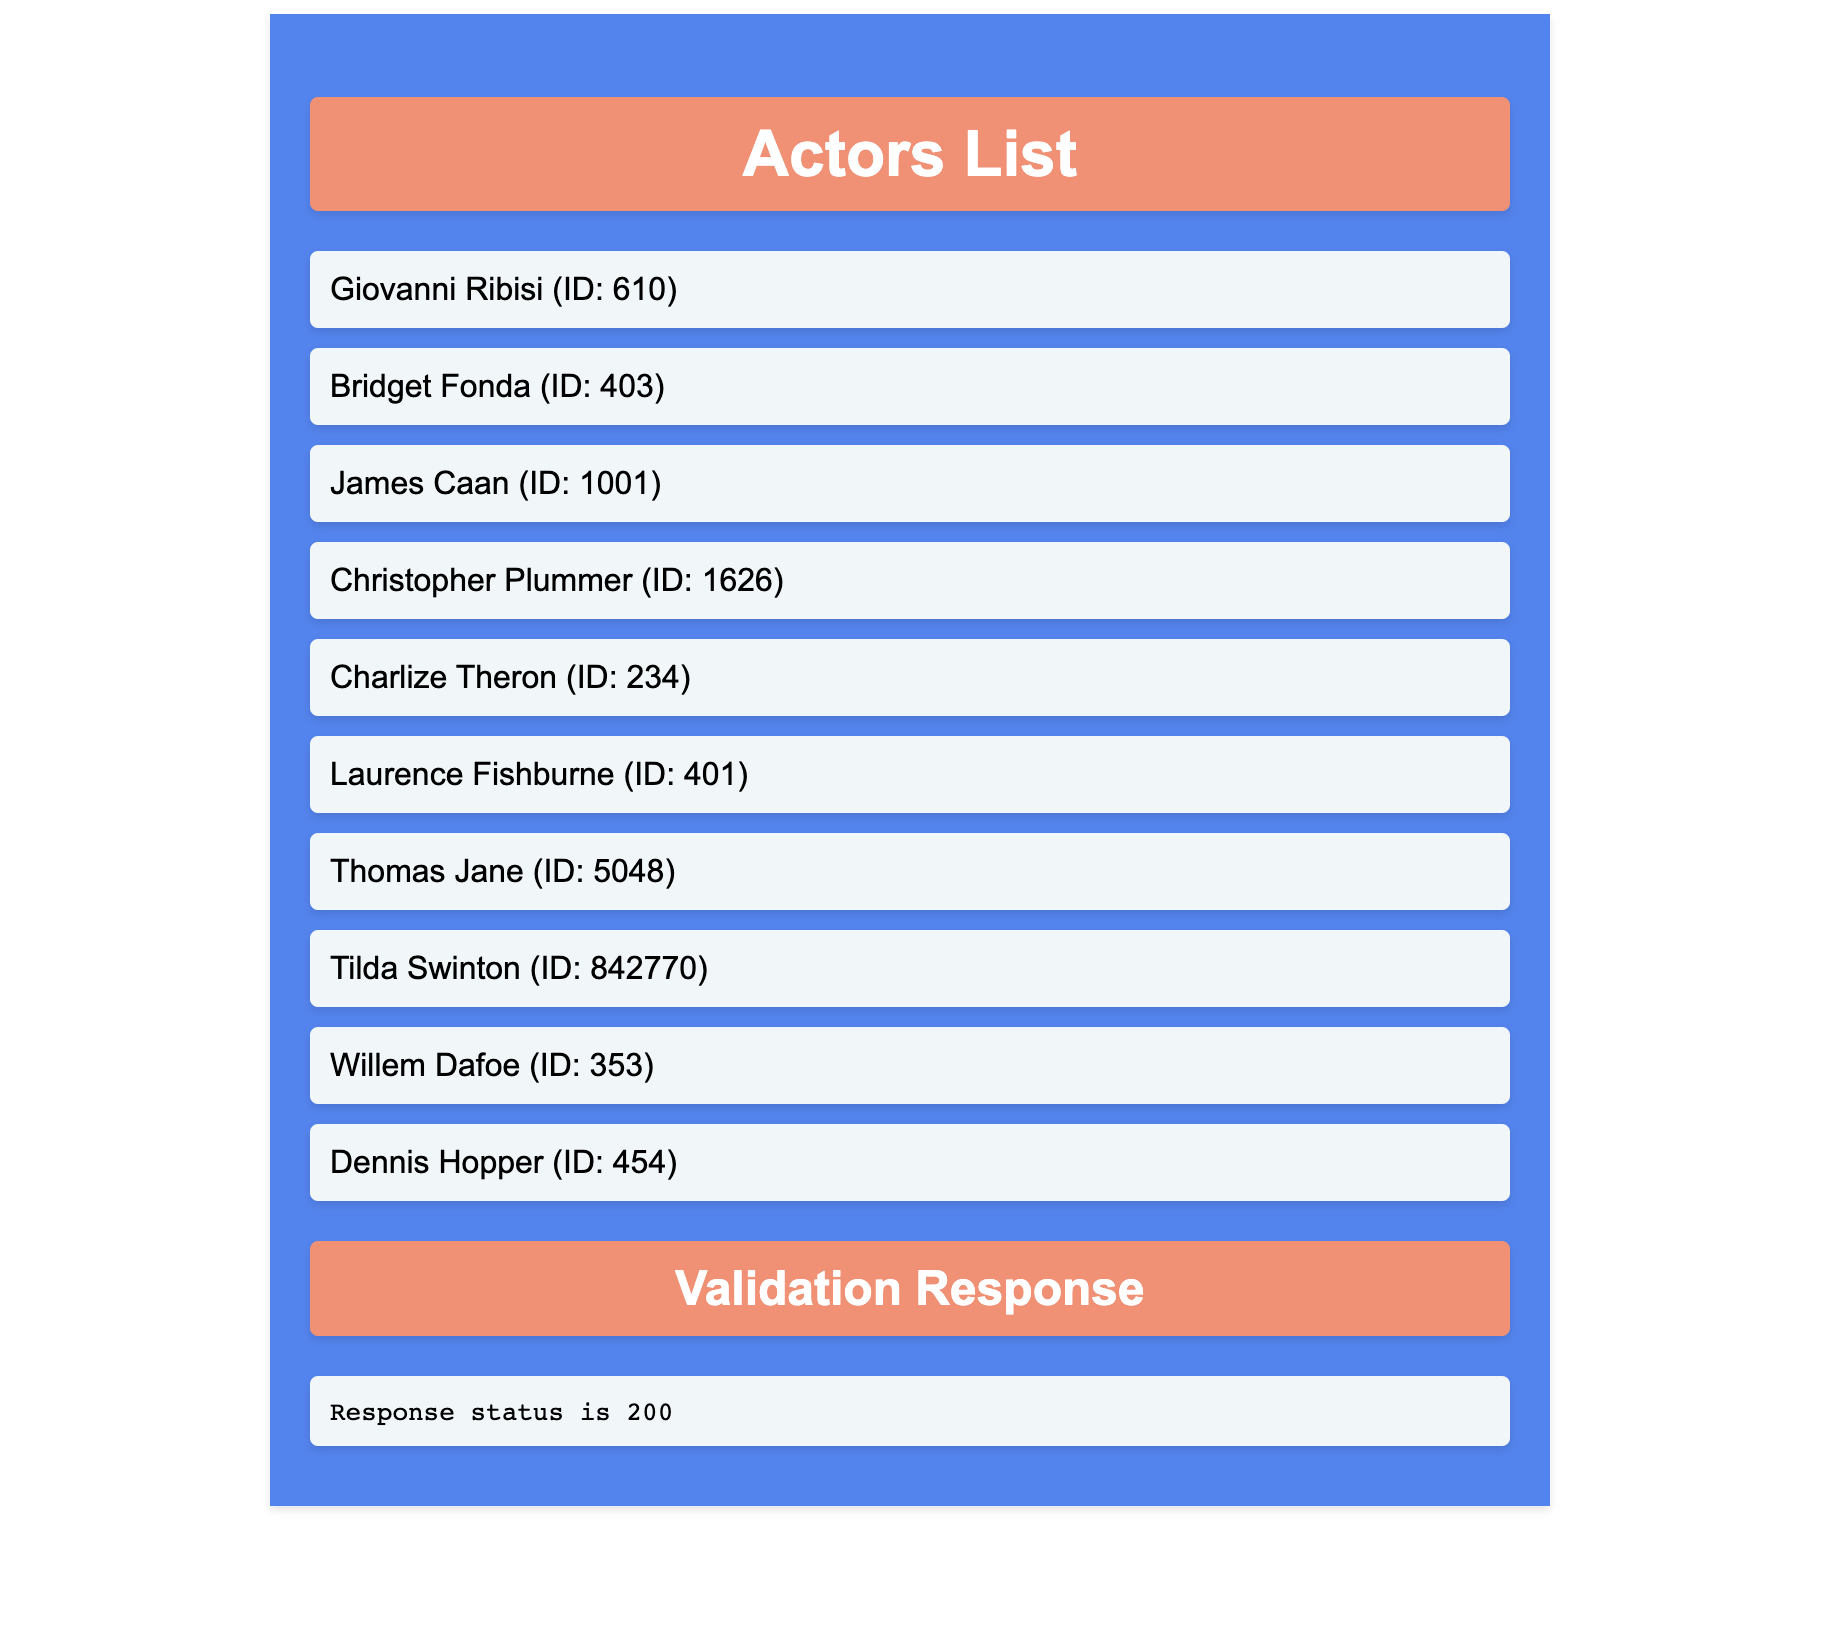 Actors List
Giovanni Ribisi (ID: 610)
Bridget Fonda (ID: 403)
James Caan (ID: 1001)
Christopher Plummer (ID: 1626)
Charlize Theron (ID: 234)
Laurence Fishburne (ID: 401)
Thomas Jane (ID: 5048)
Tilda Swinton (ID: 842770)
Willem Dafoe (ID: 353)
Dennis Hopper (ID: 454)
Validation Response
Response status is 200